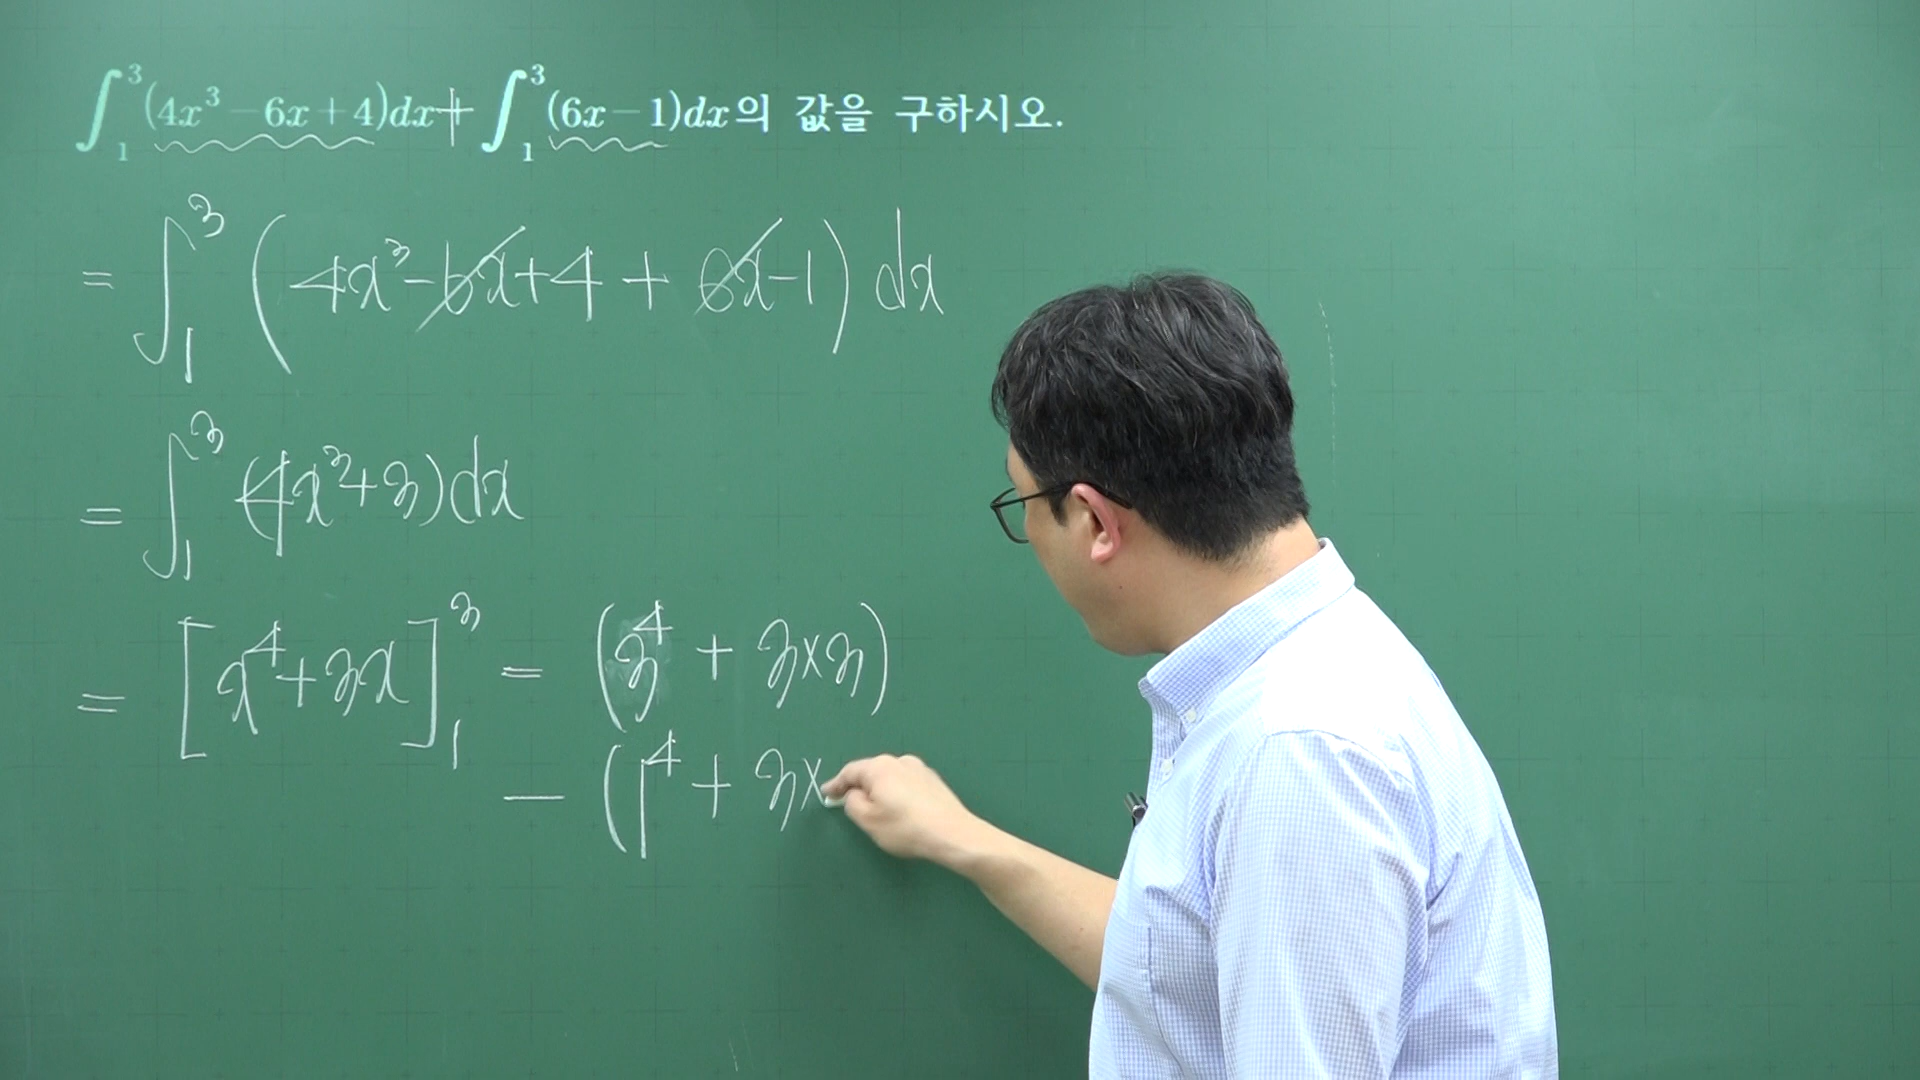 ∫₁³(4x³−6x+4)dx+∫₁³(6x−1)dx의 값을 구하시오.
= ∫₁³ (4x³−6x+4 + 6x−1) dx
= ∫₁³ (4x³+3)dx
= [x⁴+3x]₁³ = (3⁴ + 3×3)
− (1⁴ + 3×